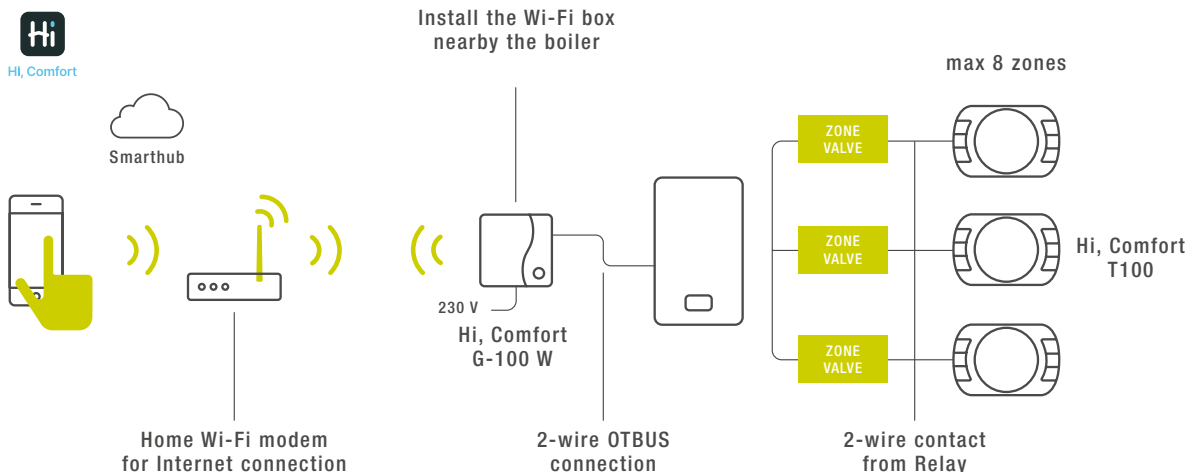 Hi
HI, Comfort
Smarthub
Install the Wi-Fi box
nearby the boiler
max 8 zones
ZONE
VALVE
ZONE
VALVE
ZONE
VALVE
Hi, Comfort
T100
230 V
Hi, Comfort
G-100 W
Home Wi-Fi modem
for Internet connection
2-wire OTBUS
connection
2-wire contact
from Relay